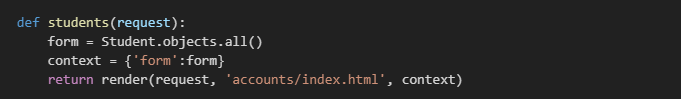 def students(request):
    form = Student.objects.all()
    context = {'form':form}
    return render(request, 'accounts/index.html', context)